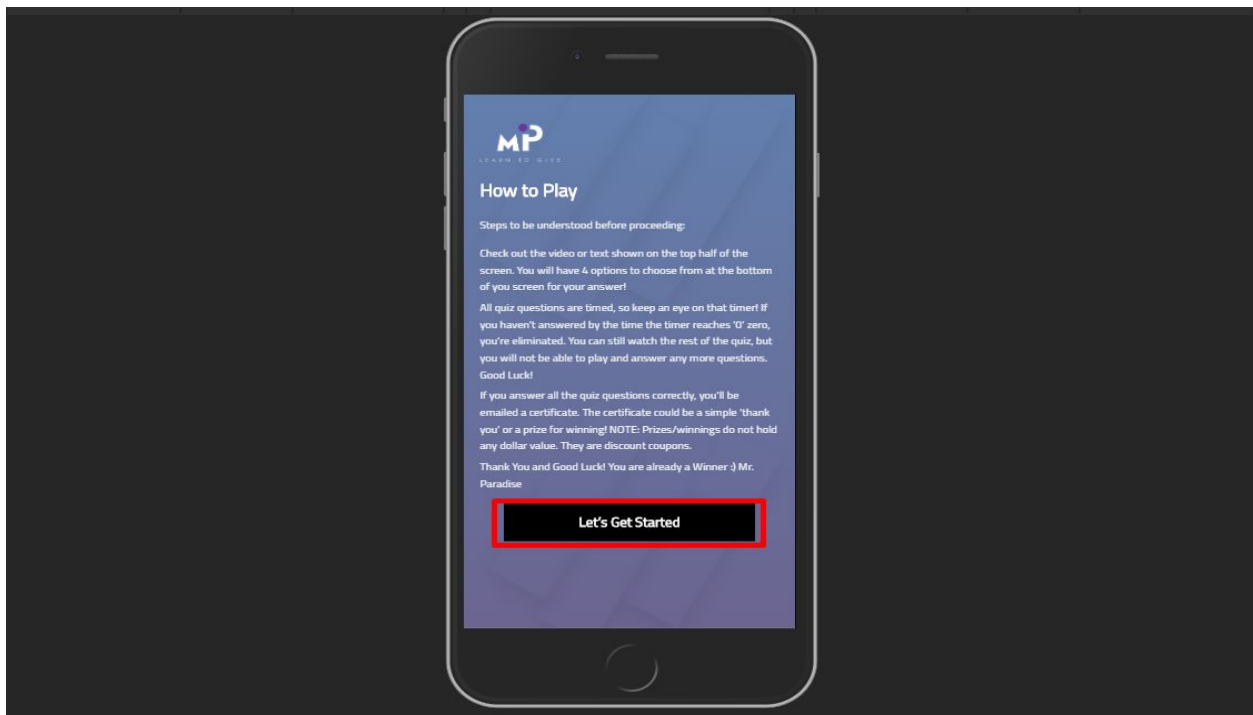 MP
LEARN TO GIVE
How to Play
Steps to be understood before proceeding:
Check out the video or text shown on the top half of the
screen. You will have 4 options to choose from at the bottom
of you screen for your answer!
All quiz questions are timed, so keep an eye on that timer! If
you haven't answered by the time the timer reaches '0' zero,
you're eliminated. You can still watch the rest of the quiz, but
you will not be able to play and answer any more questions.
Good Luck!
If you answer all the quiz questions correctly, you'll be
emailed a certificate. The certificate could be a simple 'thank
you' or a prize for winning! NOTE: Prizes/winnings do not hold
any dollar value. They are discount coupons.
Thank You and Good Luck! You are already a Winner :) Mr.
Paradise
Let's Get Started